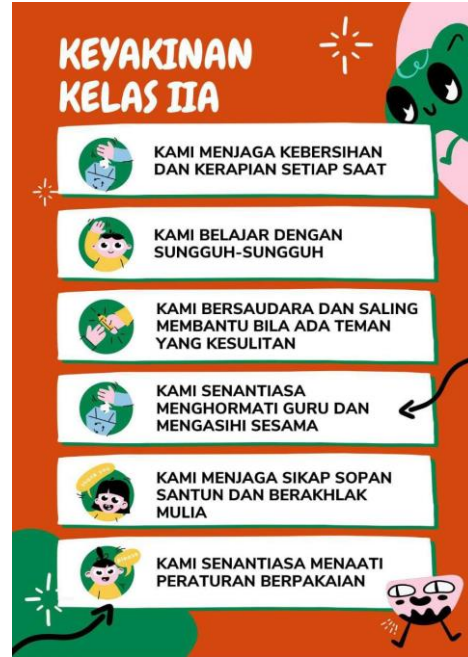 KEYAKINAN
KELAS IIA
KAMI MENJAGA KEBERSIHAN
DAN KERAPIAN SETIAP SAAT
KAMI BELAJAR DENGAN
SUNGGUH-SUNGGUH
KAMI BERSAUDARA DAN SALING
MEMBANTU BILA ADA TEMAN
YANG KESULITAN
KAMI SENANTIASA
MENGHORMATI GURU DAN
MENGASIHI SESAMA
KAMI MENJAGA SIKAP SOPAN
SANTUN DAN BERAKHLAK
MULIA
KAMI SENANTIASA MENAATI
PERATURAN BERPAKAIAN